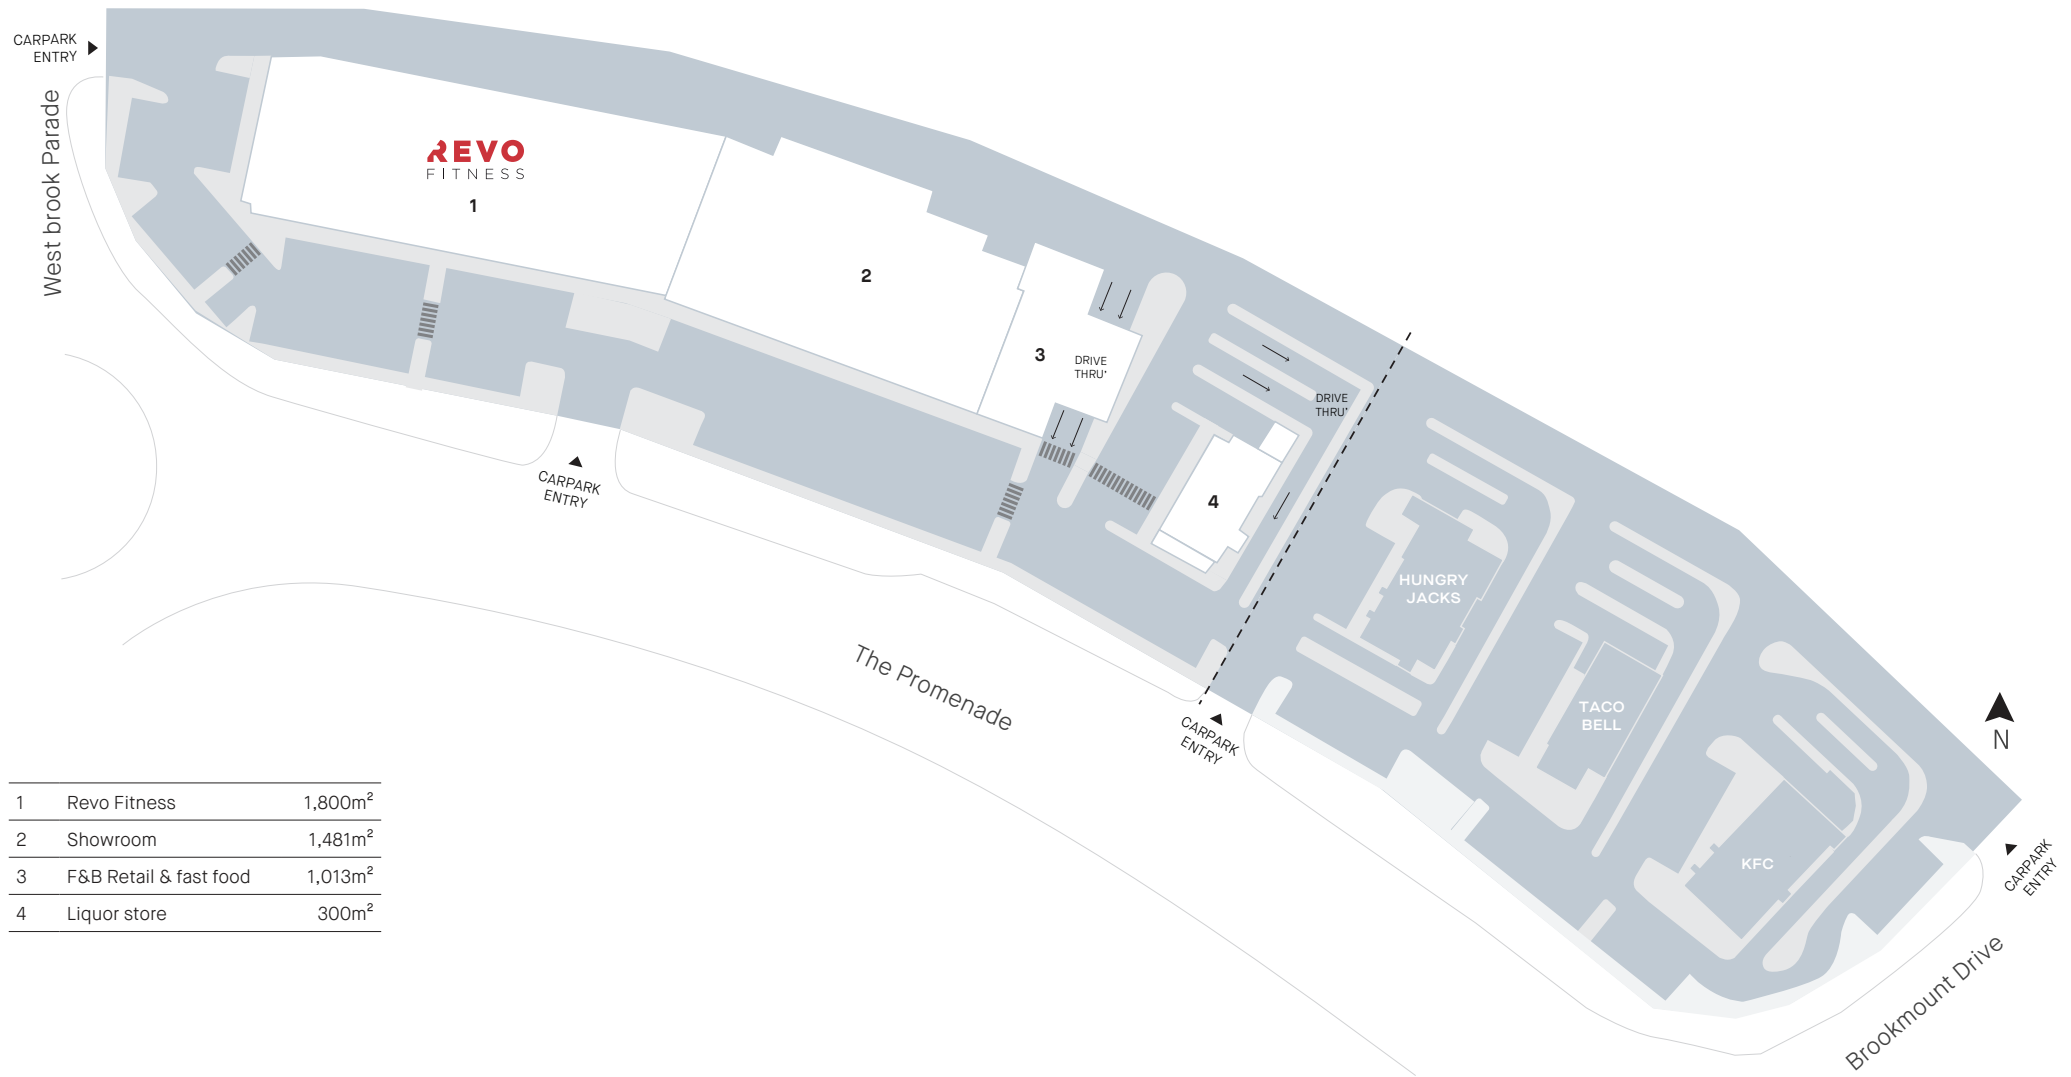 CARPARK
ENTRY
West brook Parade
REVO
FITNESS
1
2
3
DRIVE
THRU'
DRIVE
THRU'
4
CARPARK
ENTRY
HUNGRY
JACKS
The Promenade
TACO
BELL
CARPARK
ENTRY
N
KFC
CARPARK
ENTRY
Brookmount Drive
1 Revo Fitness 1,800m²
2 Showroom 1,481m²
3 F&B Retail & fast food 1,013m²
4 Liquor store 300m²